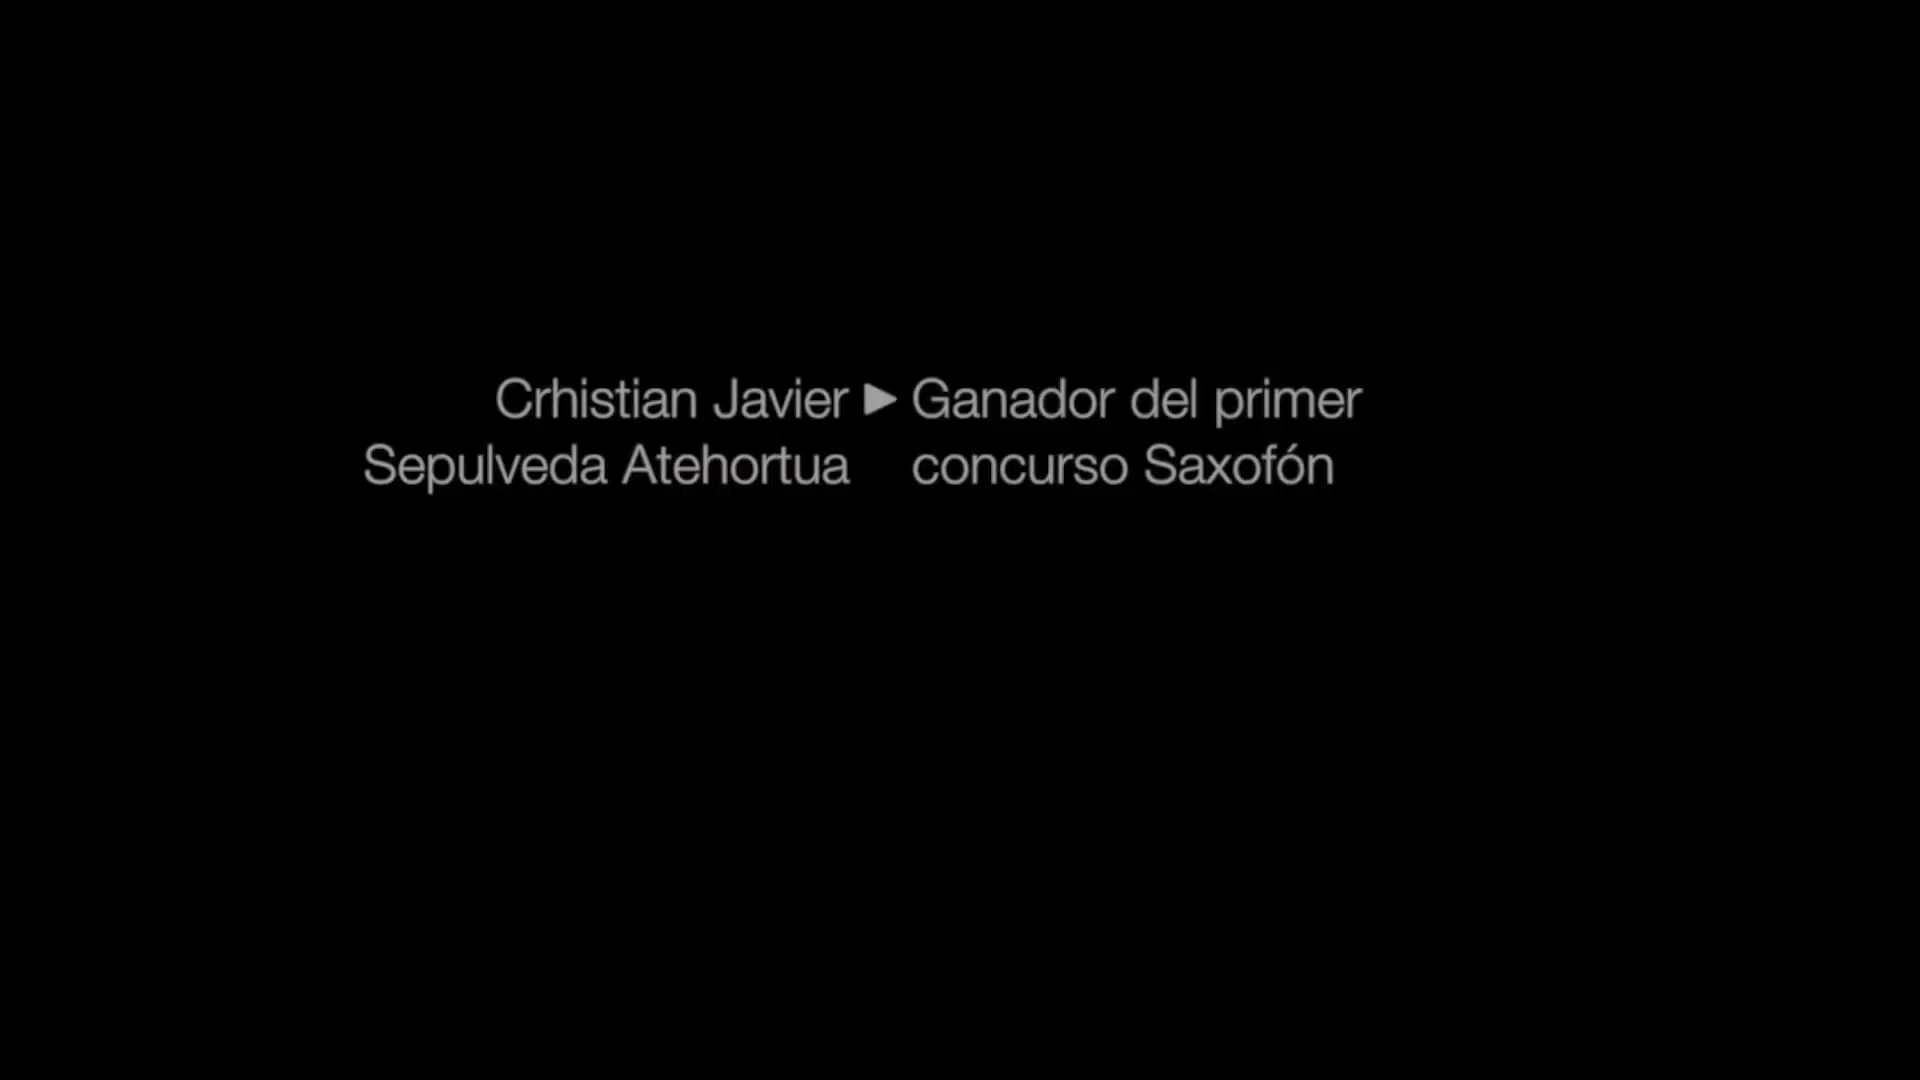 Crhistian Javier ▶ Ganador del primer
Sepulveda Atehortua concurso Saxofón